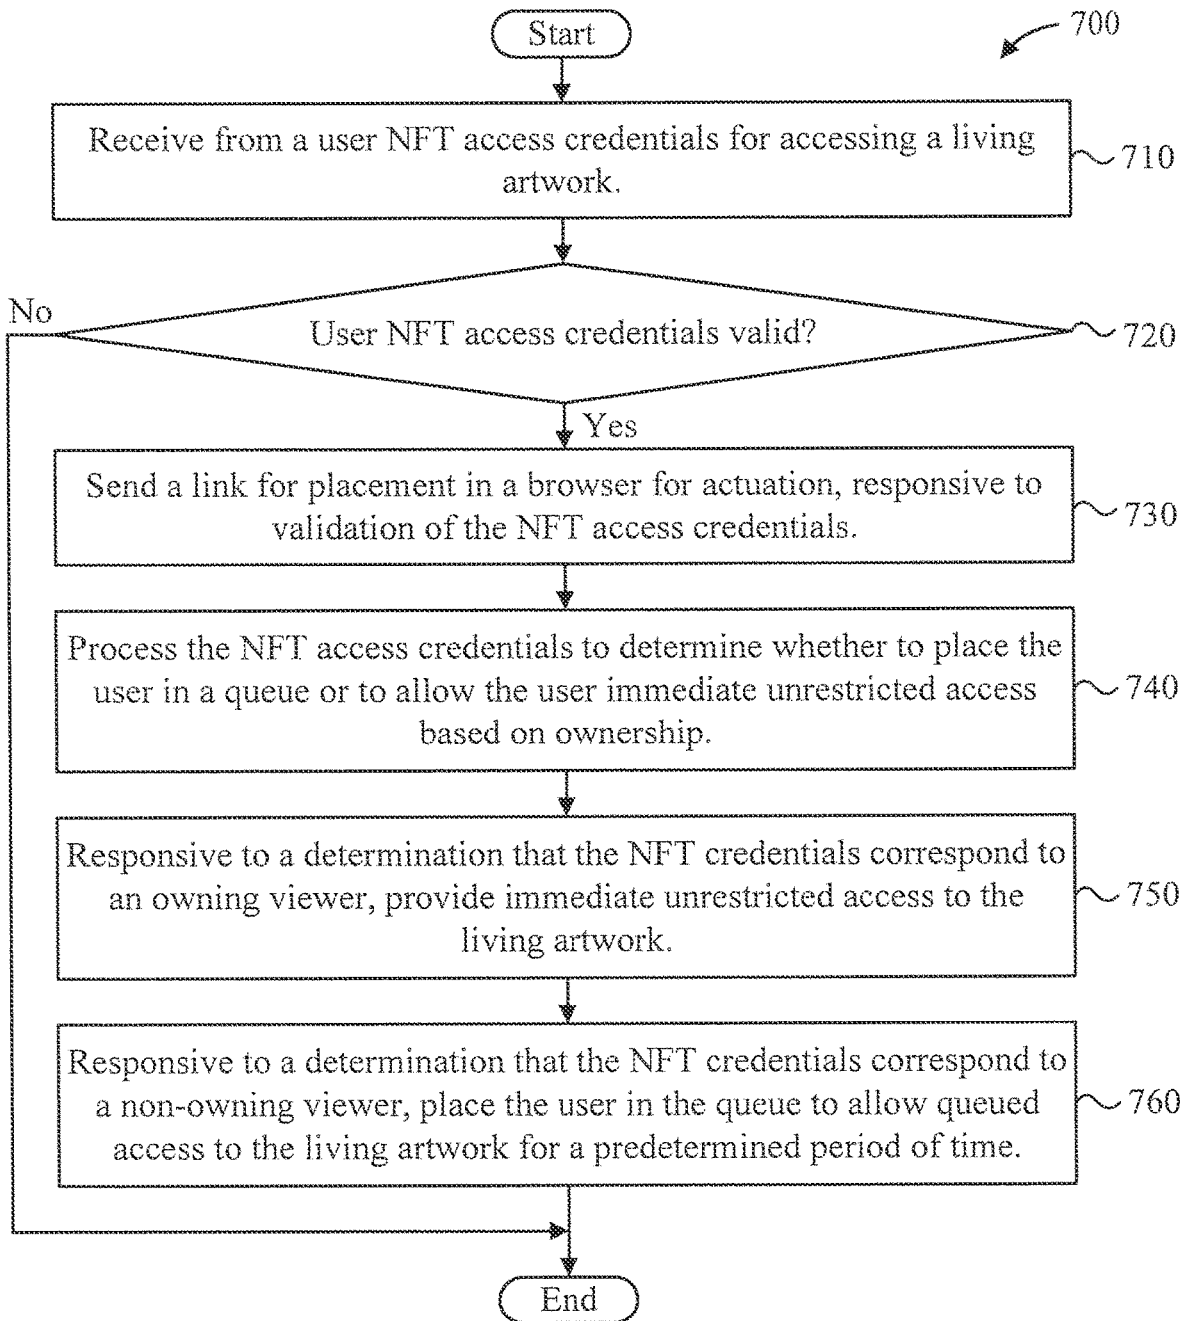 Start
700
Receive from a user NFT access credentials for accessing a living
artwork.
710
No
User NFT access credentials valid?
720
Yes
Send a link for placement in a browser for actuation, responsive to
validation of the NFT access credentials.
730
Process the NFT access credentials to determine whether to place the
user in a queue or to allow the user immediate unrestricted access
based on ownership.
740
Responsive to a determination that the NFT credentials correspond to
an owning viewer, provide immediate unrestricted access to the
living artwork.
750
Responsive to a determination that the NFT credentials correspond to
a non-owning viewer, place the user in the queue to allow queued
access to the living artwork for a predetermined period of time.
760
End